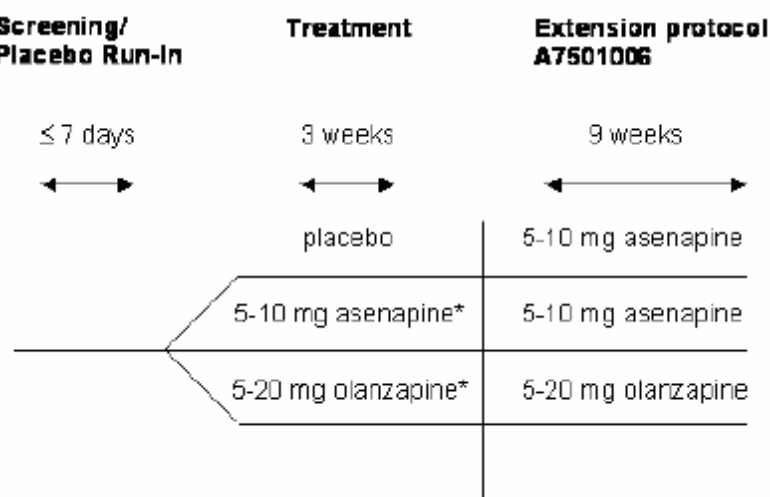 Screening/ Treatment Extension protocol
Placebo Run-In A7501006
≤ 7 days 3 weeks 9 weeks
placebo 5-10 mg asenapine
5-10 mg asenapine* 5-10 mg asenapine
5-20 mg olanzapine* 5-20 mg olanzapine